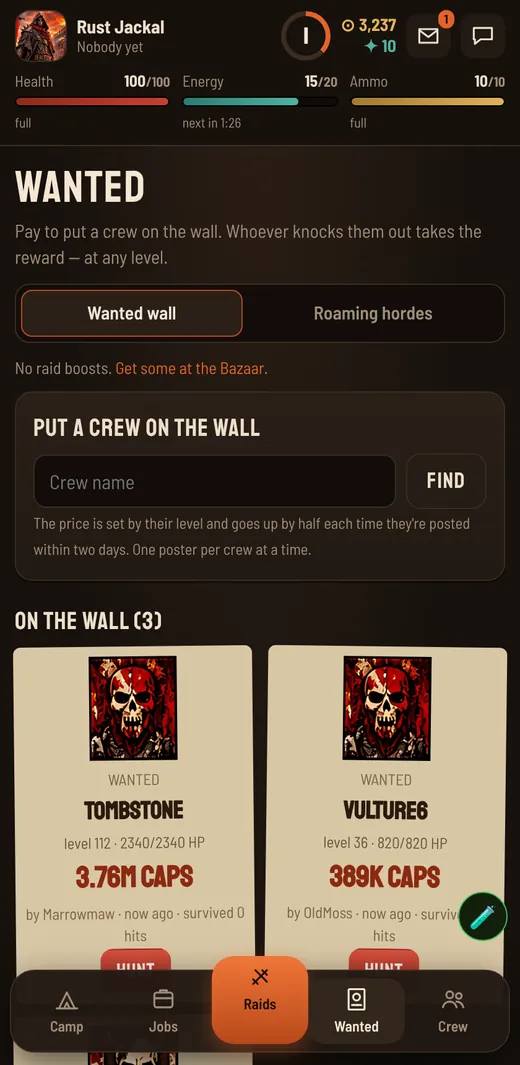 Rust Jackal
Nobody yet
I
3,237
10
1
Health 100/100
Energy 15/20
Ammo 10/10
full
next in 1:26
full
WANTED
Pay to put a crew on the wall. Whoever knocks them out takes the
reward — at any level.
Wanted wall
Roaming hordes
No raid boosts. Get some at the Bazaar.
PUT A CREW ON THE WALL
Crew name
FIND
The price is set by their level and goes up by half each time they're posted
within two days. One poster per crew at a time.
ON THE WALL (3)
WANTED
TOMBSTONE
level 112 · 2340/2340 HP
3.76M CAPS
by Marrowmaw · now ago · survived 0
hits
HUNT
WANTED
VULTURE6
level 36 · 820/820 HP
389K CAPS
by OldMoss · now ago ·
hits
HUNT
Camp
Jobs
Raids
Wanted
Crew